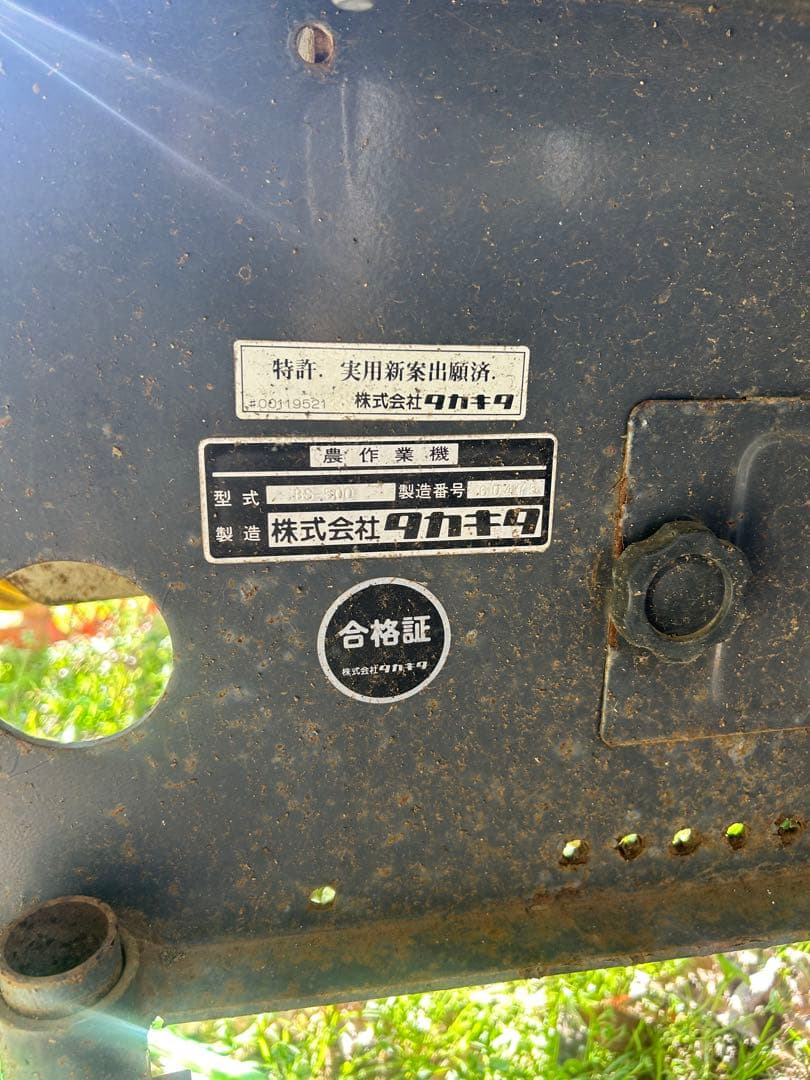 特許. 実用新案出願済.
#00119521 株式会社タカキタ
農作業機
型式 製造番号
製造 株式会社タカキタ
合格証
株式会社タカキタ